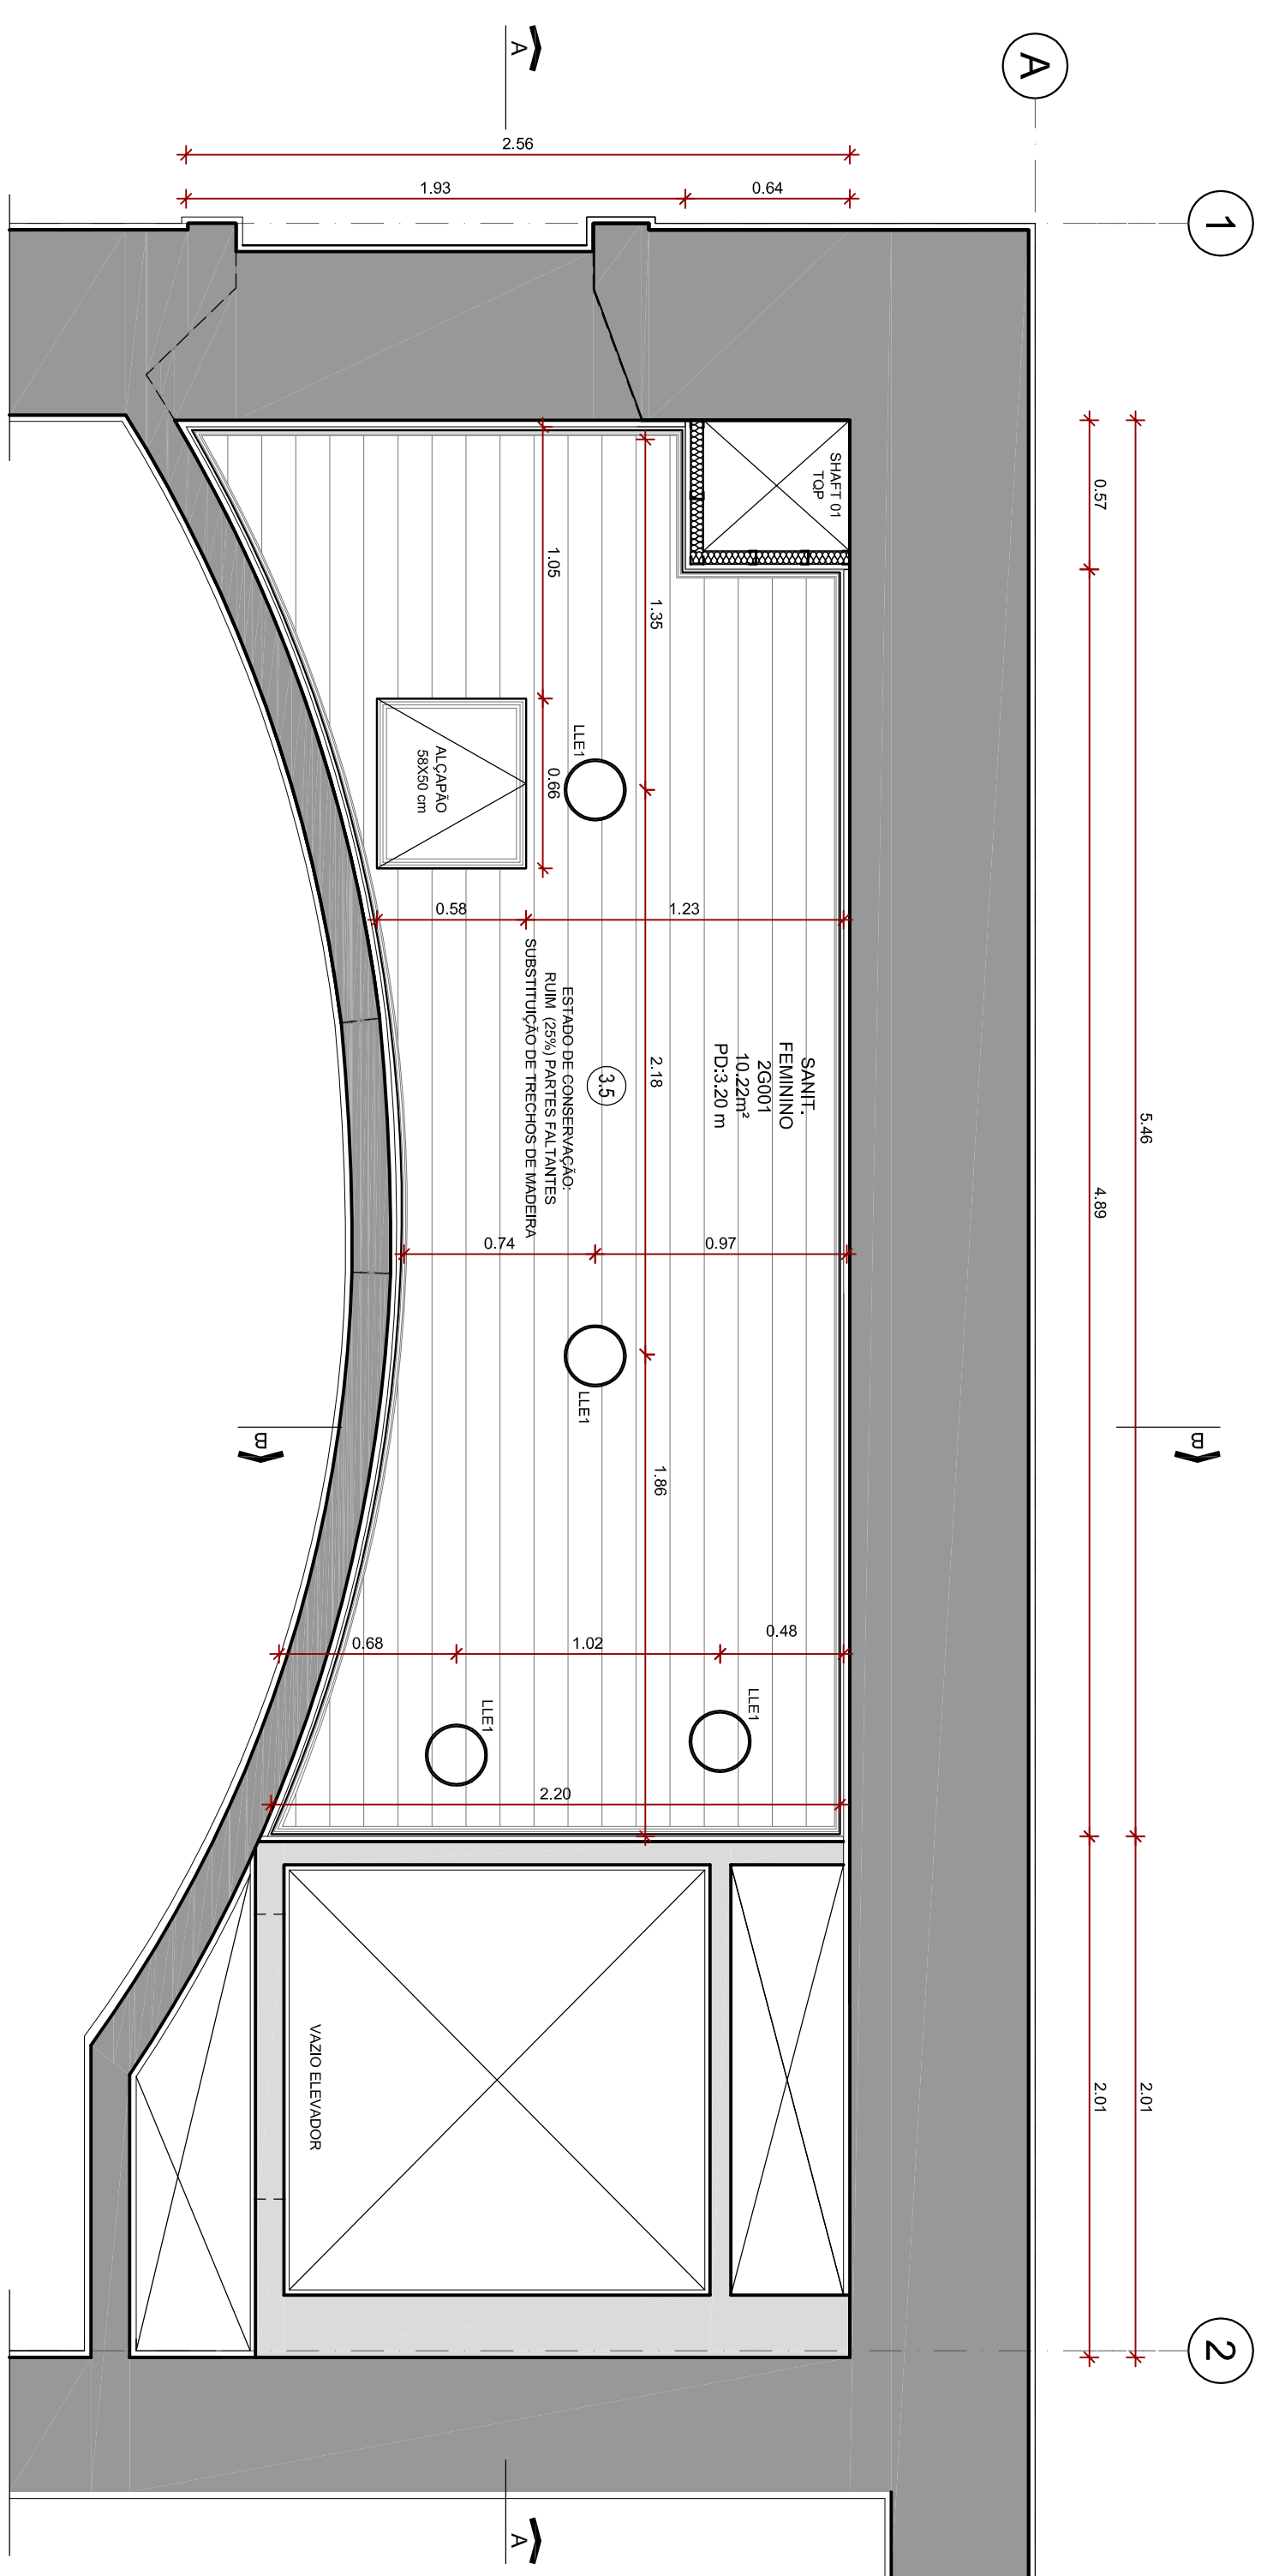 A
1
2
A
A
B
B
2.56
1.93
0.64
0.57
5.46
4.89
2.01
2.01
SHAFT 01
TQP
1.05
1.35
0.66
LLE1
ALÇAPÃO
58X50 cm
0.58
1.23
SANIT.
FEMININO
2G001
10.22m²
PD:3.20 m
2.18
3.5
ESTADO DE CONSERVAÇÃO:
RUIM (25%) PARTES FALTANTES
SUBSTITUIÇÃO DE TRECHOS DE MADEIRA
0.74
0.97
LLE1
1.86
0.68
1.02
0.48
LLE1
LLE1
2.20
VAZIO ELEVADOR